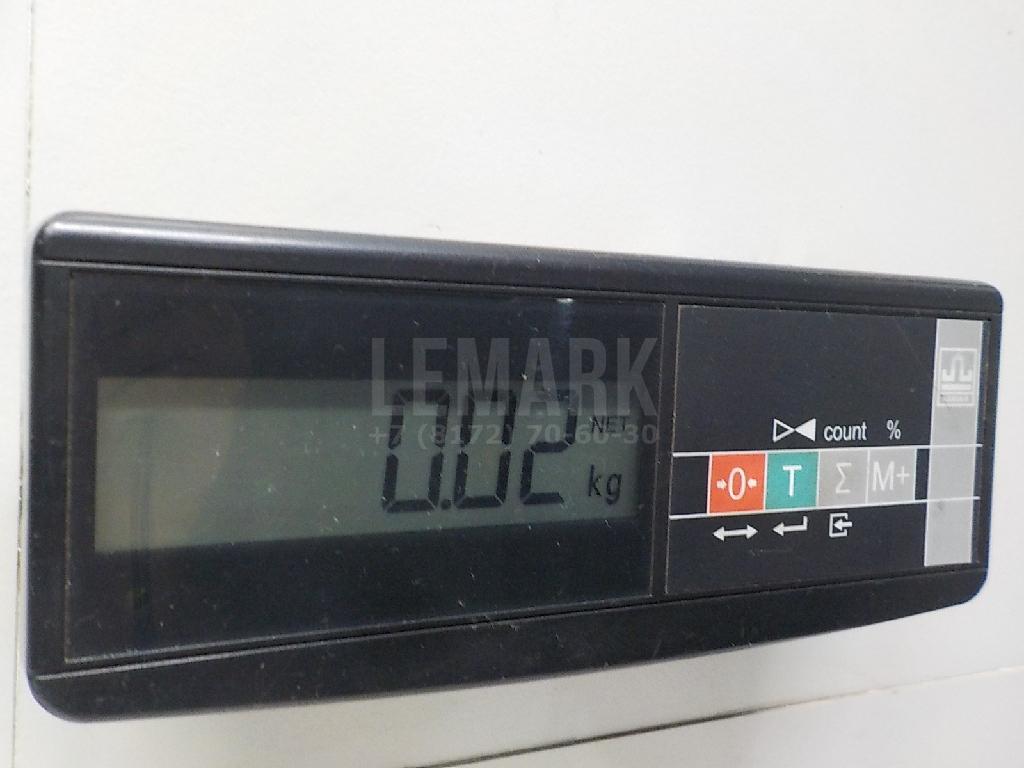 LEMARK
+7 (8172) 70-60-30
0.02
NET
kg
count %
→0← T Σ M+